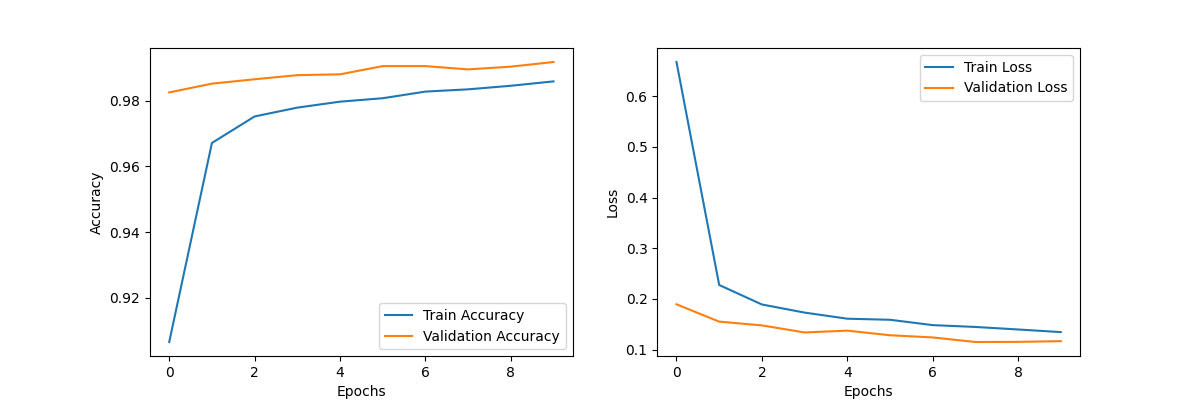 0.98
0.96
0.94
0.92
Accuracy
0 2 4 6 8
Epochs
Train Accuracy
Validation Accuracy
0.6
0.5
0.4
0.3
0.2
0.1
Loss
0 2 4 6 8
Epochs
Train Loss
Validation Loss